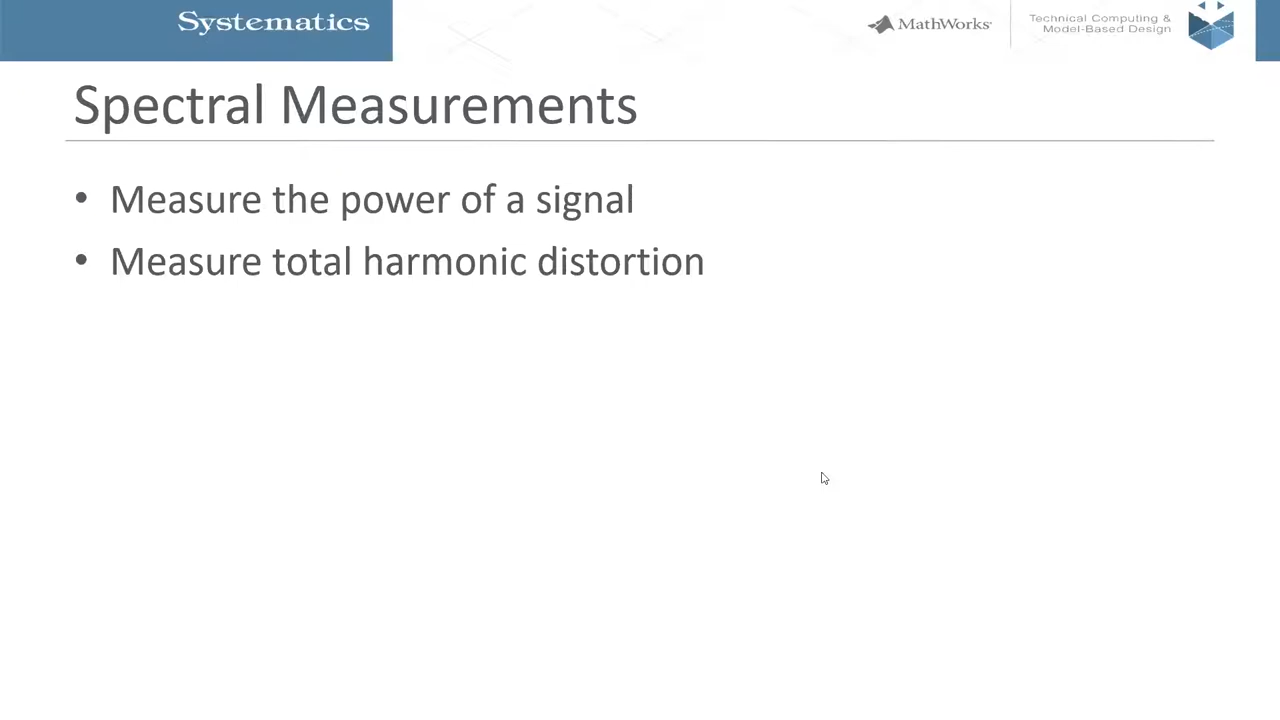 Systematics
MathWorks
Technical Computing &
Model-Based Design
Spectral Measurements
• Measure the power of a signal
• Measure total harmonic distortion